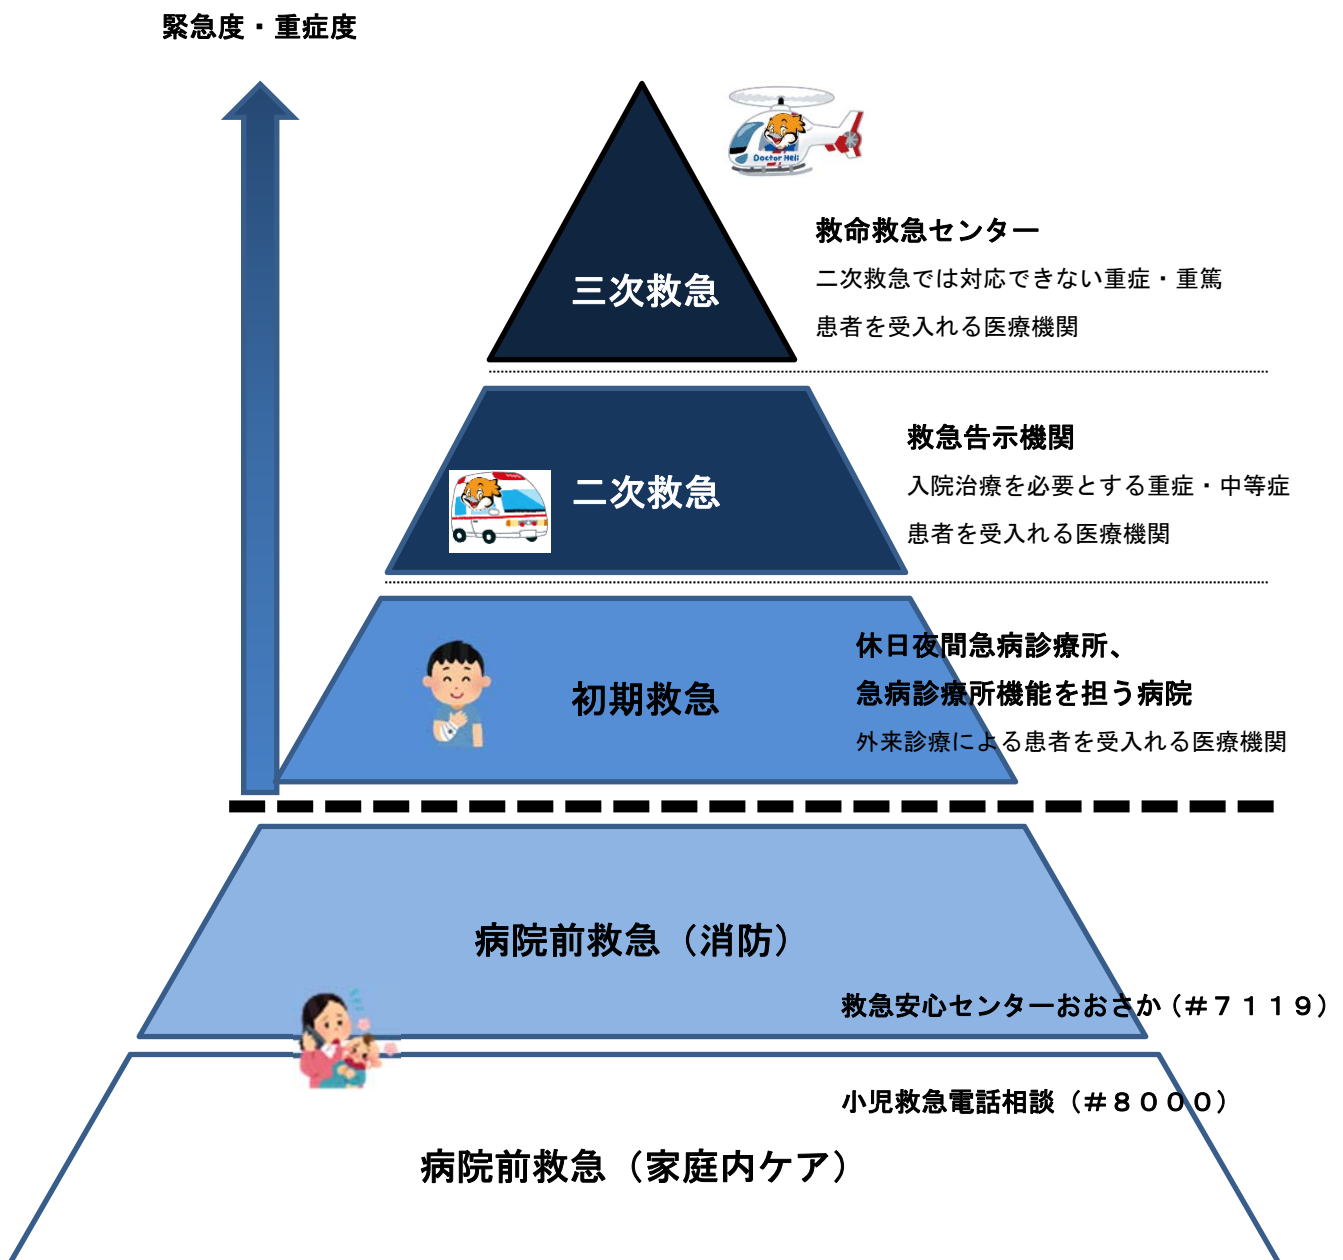 緊急度・重症度
Doctor Heli
救命救急センター
三次救急
二次救急では対応できない重症・重篤
患者を受入れる医療機関
救急告示機関
二次救急
入院治療を必要とする重症・中等症
患者を受入れる医療機関
休日夜間急病診療所、
初期救急
急病診療所機能を担う病院
外来診療による患者を受入れる医療機関
病院前救急（消防）
救急安心センターおおさか（＃７１１９）
小児救急電話相談（＃８０００）
病院前救急（家庭内ケア）